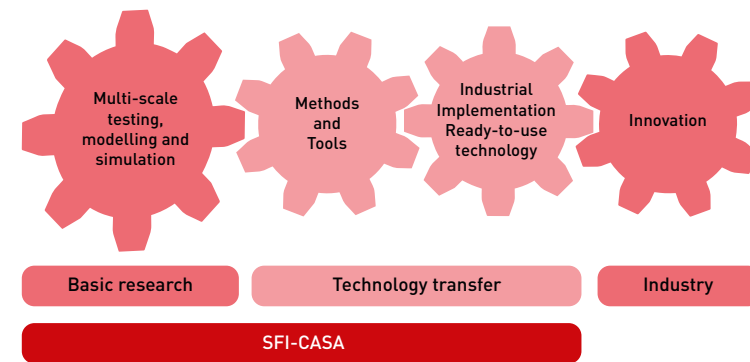 Multi-scale
testing,
modelling and
simulation
Methods
and
Tools
Industrial
Implementation
Ready-to-use
technology
Innovation
Basic research
Technology transfer
Industry
SFI-CASA